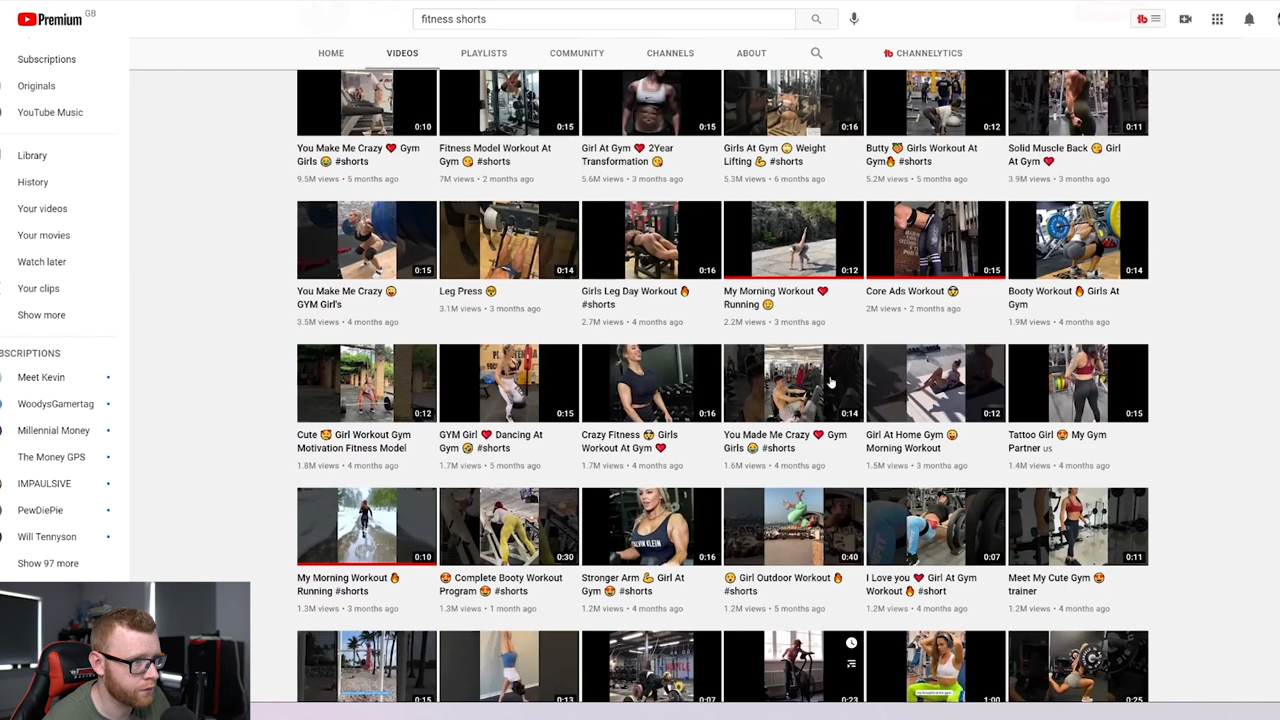 Premium GB
fitness shorts
HOME VIDEOS PLAYLISTS COMMUNITY CHANNELS ABOUT CHANNELYTICS
Subscriptions
Originals
YouTube Music
Library
History
Your videos
Your movies
Watch later
Your clips
Show more
BSCRIPTIONS
Meet Kevin
WoodysGamertag
Millennial Money
The Money GPS
IMPAULSIVE
PewDiePie
Will Tennyson
Show 97 more
0:10 0:15 0:15 0:16 0:12 0:11
You Make Me Crazy ❤️ Gym
Girls 😂 #shorts
9.5M views • 5 months ago
Fitness Model Workout At
Gym 😋 #shorts
7M views • 2 months ago
Girl At Gym ❤️ 2Year
Transformation 😋
5.6M views • 3 months ago
Girls At Gym 🙄 Weight
Lifting 💪 #shorts
5.3M views • 6 months ago
Butty 🍑 Girls Workout At
Gym🔥 #shorts
5.2M views • 5 months ago
Solid Muscle Back 😋 Girl
At Gym ❤️
3.9M views • 3 months ago
0:15 0:14 0:16 0:12 0:15 0:14
You Make Me Crazy 😛
GYM Girl's
3.5M views • 4 months ago
Leg Press 🤯
3.1M views • 3 months ago
Girls Leg Day Workout 🔥
#shorts
2.7M views • 4 months ago
My Morning Workout ❤️
Running 😑
2.2M views • 3 months ago
Core Ads Workout 🤯
2M views • 2 months ago
Booty Workout 🔥 Girls At
Gym
1.9M views • 4 months ago
0:12 0:15 0:16 0:14 0:12 0:15
Cute 🥰 Girl Workout Gym
Motivation Fitness Model
1.8M views • 4 months ago
GYM Girl ❤️ Dancing At
Gym 🤣 #shorts
1.7M views • 5 months ago
Crazy Fitness 🤯 Girls
Workout At Gym ❤️
1.7M views • 4 months ago
You Made Me Crazy ❤️ Gym
Girls 😂 #shorts
1.6M views • 4 months ago
Girl At Home Gym 😛
Morning Workout
1.5M views • 3 months ago
Tattoo Girl 😍 My Gym
Partner US
1.4M views • 4 months ago
0:10 0:30 CALVIN KLEIN 0:16 0:40 0:07 0:11
My Morning Workout 🔥
Running #shorts
1.3M views • 3 months ago
😍 Complete Booty Workout
Program 😍 #shorts
1.3M views • 1 month ago
Stronger Arm 💪 Girl At
Gym 😍 #shorts
1.2M views • 4 months ago
😮 Girl Outdoor Workout 🔥
#shorts
1.2M views • 5 months ago
I Love you ❤️ Girl At Gym
Workout 🔥 #short
1.2M views • 4 months ago
Meet My Cute Gym 😍
trainer
1.2M views • 4 months ago
0:15 0:13 0:07 0:23 1:00 0:25